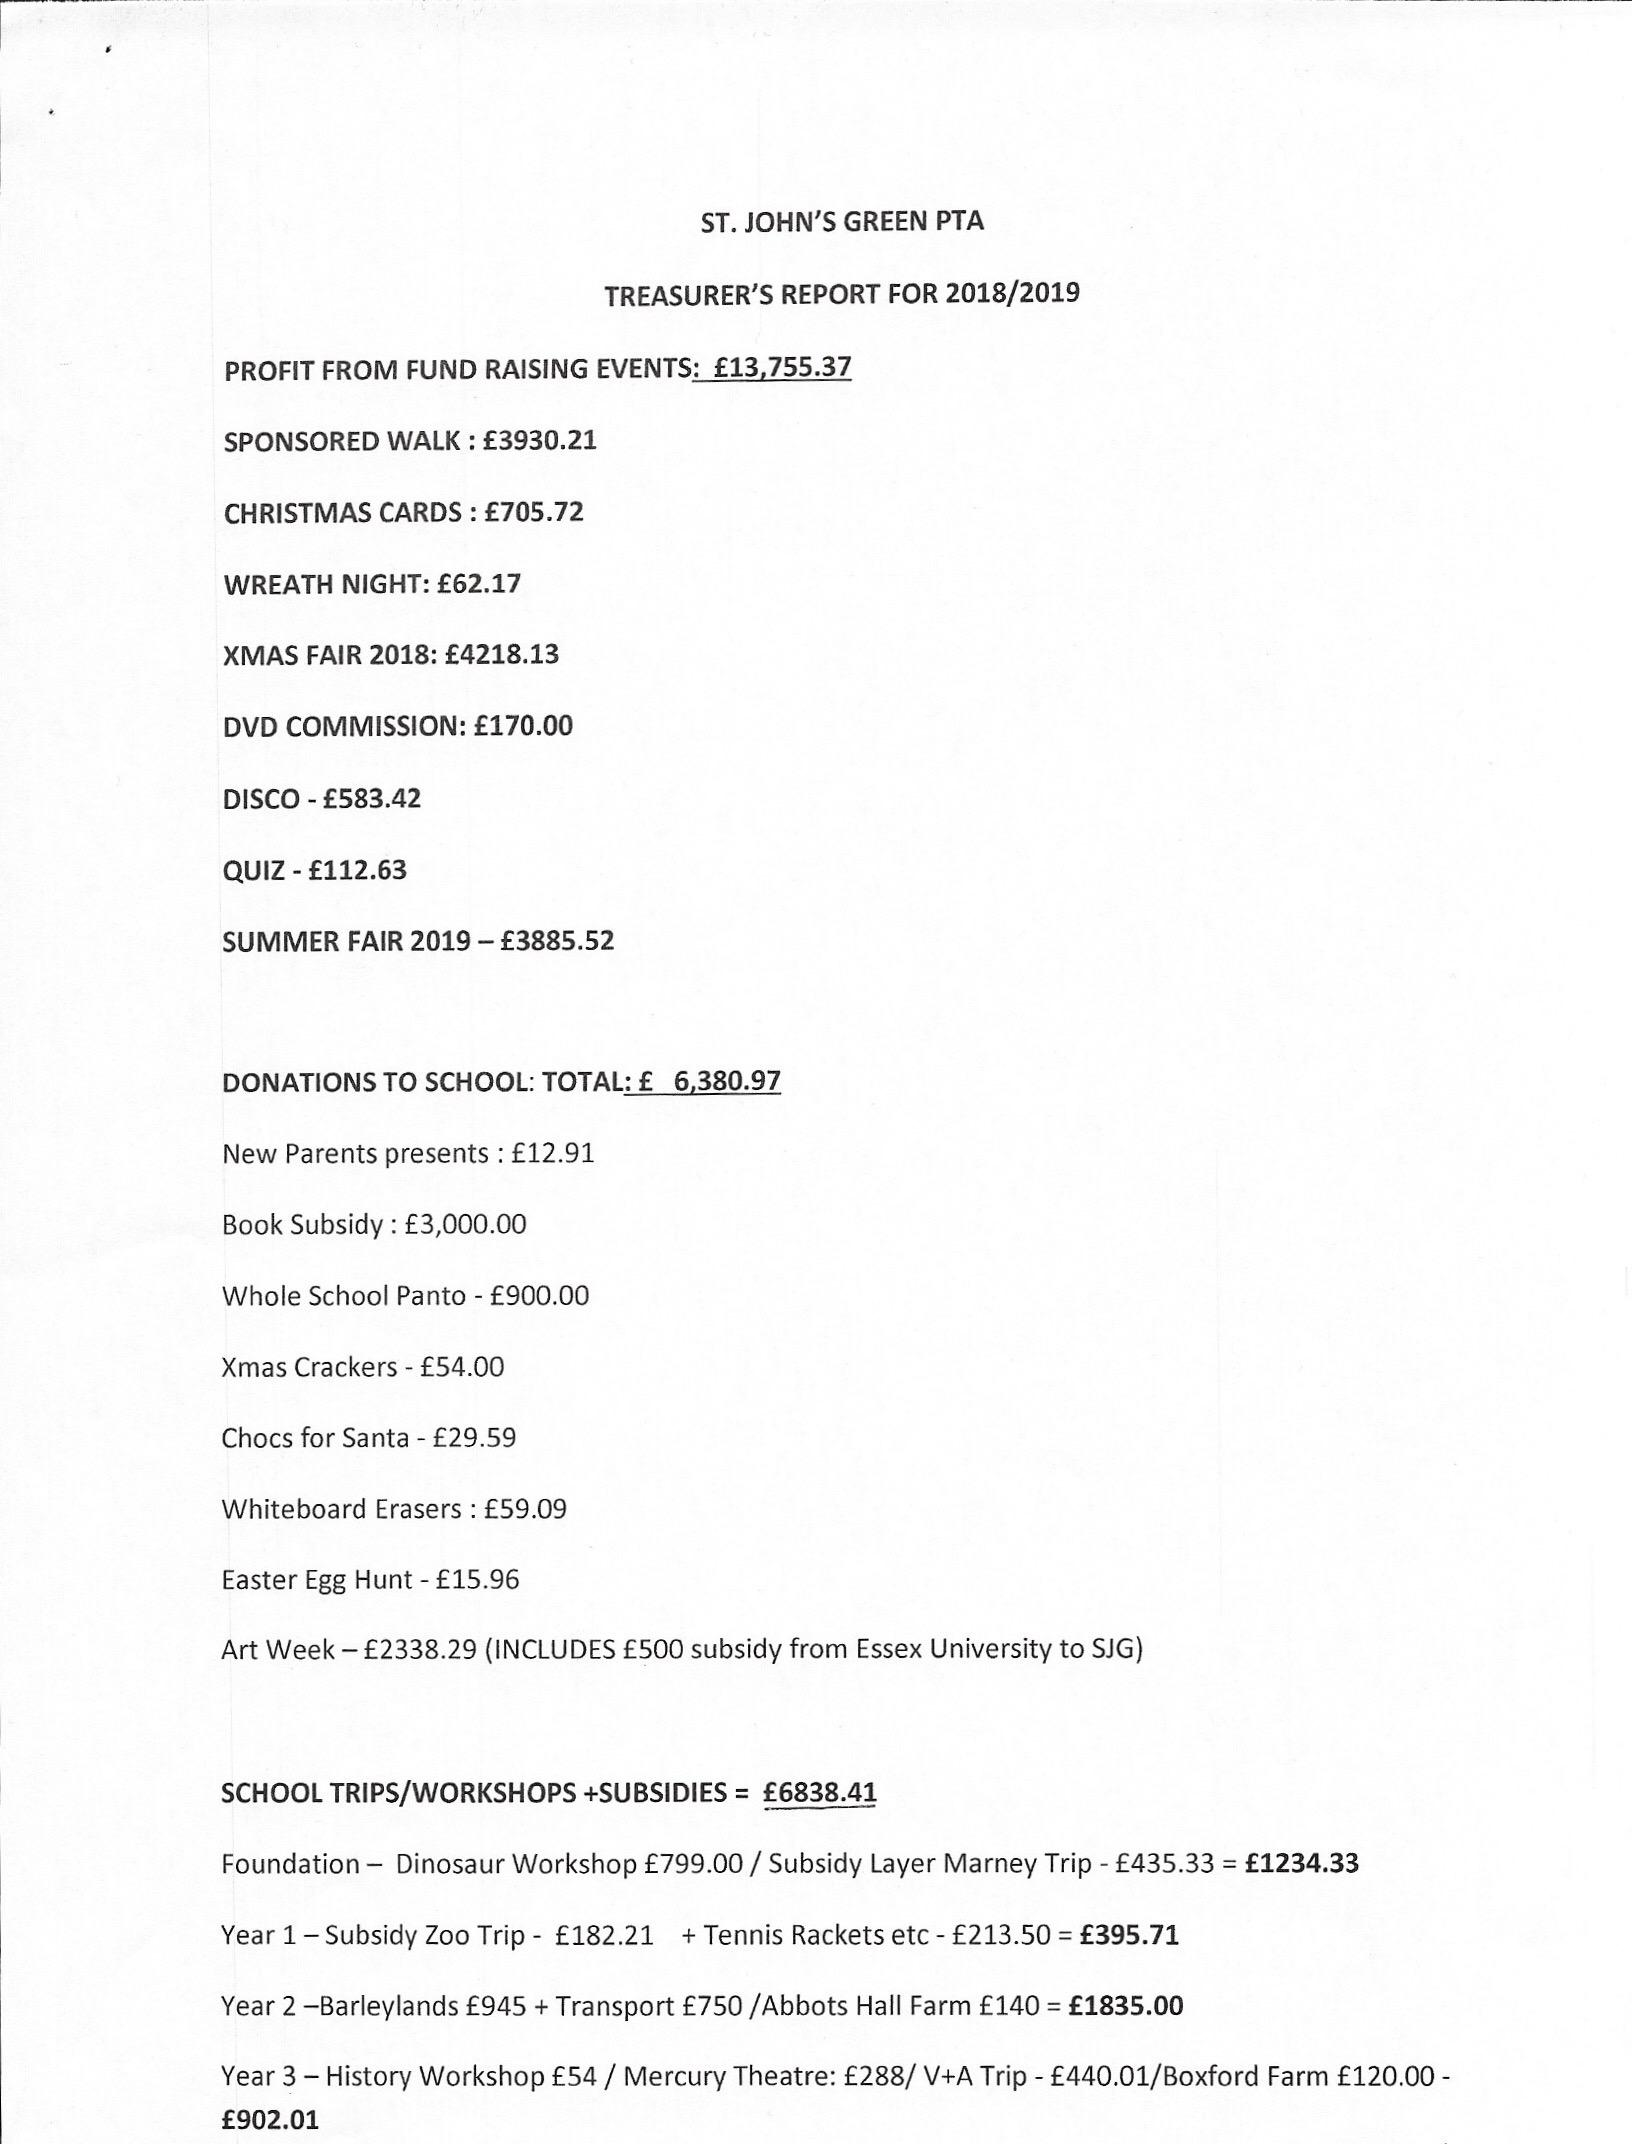 ST. JOHN'S GREEN PTA
TREASURER'S REPORT FOR 2018/2019
PROFIT FROM FUND RAISING EVENTS: £13,755.37
SPONSORED WALK : £3930.21
CHRISTMAS CARDS : £705.72
WREATH NIGHT: £62.17
XMAS FAIR 2018: £4218.13
DVD COMMISSION: £170.00
DISCO - £583.42
QUIZ - £112.63
SUMMER FAIR 2019 – £3885.52
DONATIONS TO SCHOOL: TOTAL: £ 6,380.97
New Parents presents : £12.91
Book Subsidy : £3,000.00
Whole School Panto - £900.00
Xmas Crackers - £54.00
Chocs for Santa - £29.59
Whiteboard Erasers : £59.09
Easter Egg Hunt - £15.96
Art Week – £2338.29 (INCLUDES £500 subsidy from Essex University to SJG)
SCHOOL TRIPS/WORKSHOPS +SUBSIDIES = £6838.41
Foundation – Dinosaur Workshop £799.00 / Subsidy Layer Marney Trip - £435.33 = £1234.33
Year 1 – Subsidy Zoo Trip - £182.21 + Tennis Rackets etc - £213.50 = £395.71
Year 2 –Barleylands £945 + Transport £750 /Abbots Hall Farm £140 = £1835.00
Year 3 – History Workshop £54 / Mercury Theatre: £288/ V+A Trip - £440.01/Boxford Farm £120.00 -
£902.01